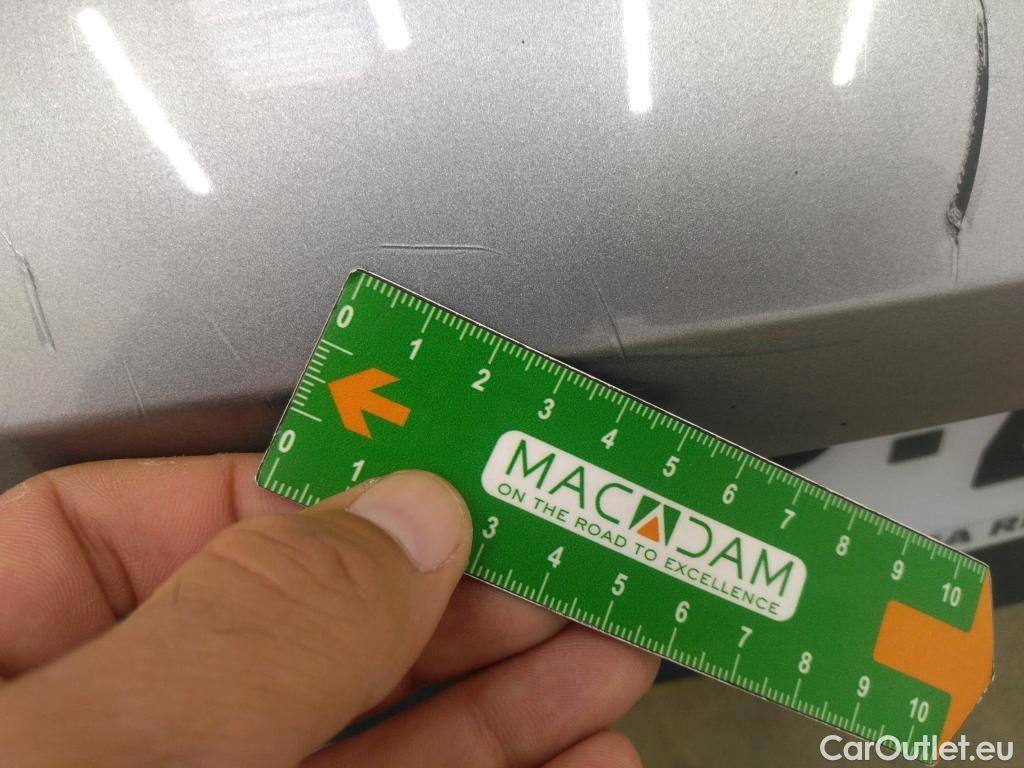 0 1 2 3 4 5 6 7 8 9 10
MACADAM
ON THE ROAD TO EXCELLENCE
0 1 3 4 5 6 7 8 9 10
CarOutlet.eu